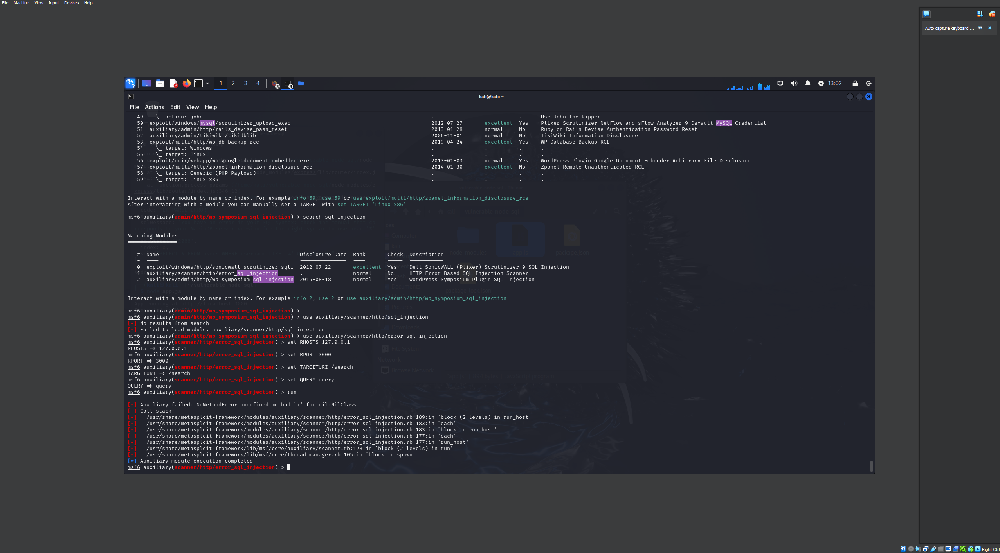 File Machine View Input Devices Help
Auto capture keyboard ...
1 2 3 4 3 3 13:02
kali@kali: ~
File Actions Edit View Help
49 \_ action: john . . . Use John the Ripper
50 exploit/windows/mysql/scrutinizer_upload_exec 2012-07-27 excellent Yes Plixer Scrutinizer NetFlow and sFlow Analyzer 9 Default MySQL Credential
51 auxiliary/admin/http/rails_devise_pass_reset 2013-01-28 normal No Ruby on Rails Devise Authentication Password Reset
52 auxiliary/admin/tikiwiki/tikidblib 2006-11-01 normal No TikiWiki Information Disclosure
53 exploit/multi/http/wp_db_backup_rce 2019-04-24 excellent Yes WP Database Backup RCE
54 \_ target: Windows . . . .
55 \_ target: Linux . . . .
56 exploit/unix/webapp/wp_google_document_embedder_exec 2013-01-03 normal Yes WordPress Plugin Google Document Embedder Arbitrary File Disclosure
57 exploit/multi/http/zpanel_information_disclosure_rce 2014-01-30 excellent No Zpanel Remote Unauthenticated RCE
58 \_ target: Generic (PHP Payload) . . . .
59 \_ target: Linux x86 . . . .
Interact with a module by name or index. For example info 59, use 59 or use exploit/multi/http/zpanel_information_disclosure_rce
After interacting with a module you can manually set a TARGET with set TARGET 'Linux x86'
msf6 auxiliary(admin/http/wp_symposium_sql_injection) > search sql_injection
Matching Modules
================
# Name Disclosure Date Rank Check Description
- ---- --------------- ---- ----- -----------
0 exploit/windows/http/sonicwall_scrutinizer_sqli 2012-07-22 excellent Yes Dell SonicWALL (Plixer) Scrutinizer 9 SQL Injection
1 auxiliary/scanner/http/error_sql_injection . normal No HTTP Error Based SQL Injection Scanner
2 auxiliary/admin/http/wp_symposium_sql_injection 2015-08-18 normal Yes WordPress Symposium Plugin SQL Injection
Interact with a module by name or index. For example info 2, use 2 or use auxiliary/admin/http/wp_symposium_sql_injection
msf6 auxiliary(admin/http/wp_symposium_sql_injection) >
msf6 auxiliary(admin/http/wp_symposium_sql_injection) > use auxiliary/scanner/http/sql_injection
[-] No results from search
[-] Failed to load module: auxiliary/scanner/http/sql_injection
msf6 auxiliary(admin/http/wp_symposium_sql_injection) > use auxiliary/scanner/http/error_sql_injection
msf6 auxiliary(scanner/http/error_sql_injection) > set RHOSTS 127.0.0.1
RHOSTS => 127.0.0.1
msf6 auxiliary(scanner/http/error_sql_injection) > set RPORT 3000
RPORT => 3000
msf6 auxiliary(scanner/http/error_sql_injection) > set TARGETURI /search
TARGETURI => /search
msf6 auxiliary(scanner/http/error_sql_injection) > set QUERY query
QUERY => query
msf6 auxiliary(scanner/http/error_sql_injection) > run
[-] Auxiliary failed: NoMethodError undefined method `+' for nil:NilClass
[-] Call stack:
[-] /usr/share/metasploit-framework/modules/auxiliary/scanner/http/error_sql_injection.rb:189:in `block (2 levels) in run_host'
[-] /usr/share/metasploit-framework/modules/auxiliary/scanner/http/error_sql_injection.rb:183:in `each'
[-] /usr/share/metasploit-framework/modules/auxiliary/scanner/http/error_sql_injection.rb:183:in `block in run_host'
[-] /usr/share/metasploit-framework/modules/auxiliary/scanner/http/error_sql_injection.rb:177:in `each'
[-] /usr/share/metasploit-framework/modules/auxiliary/scanner/http/error_sql_injection.rb:177:in `run_host'
[-] /usr/share/metasploit-framework/lib/msf/core/auxiliary/scanner.rb:128:in `block (2 levels) in run'
[-] /usr/share/metasploit-framework/lib/msf/core/thread_manager.rb:105:in `block in spawn'
[*] Auxiliary module execution completed
msf6 auxiliary(scanner/http/error_sql_injection) >
Right Ctrl